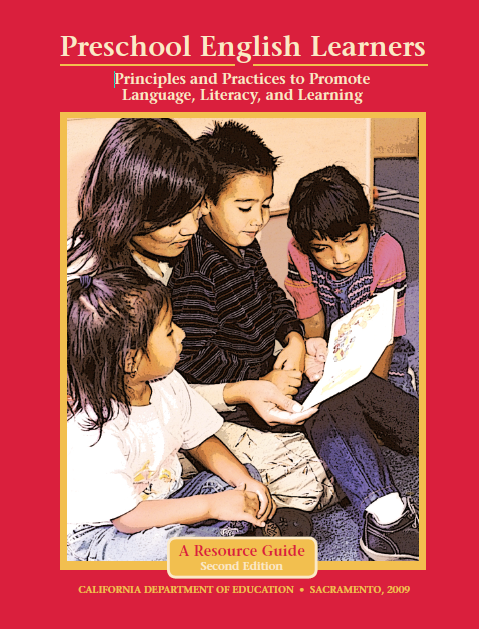 Preschool English Learners
Principles and Practices to Promote
Language, Literacy, and Learning
A Resource Guide
Second Edition
CALIFORNIA DEPARTMENT OF EDUCATION • SACRAMENTO, 2009